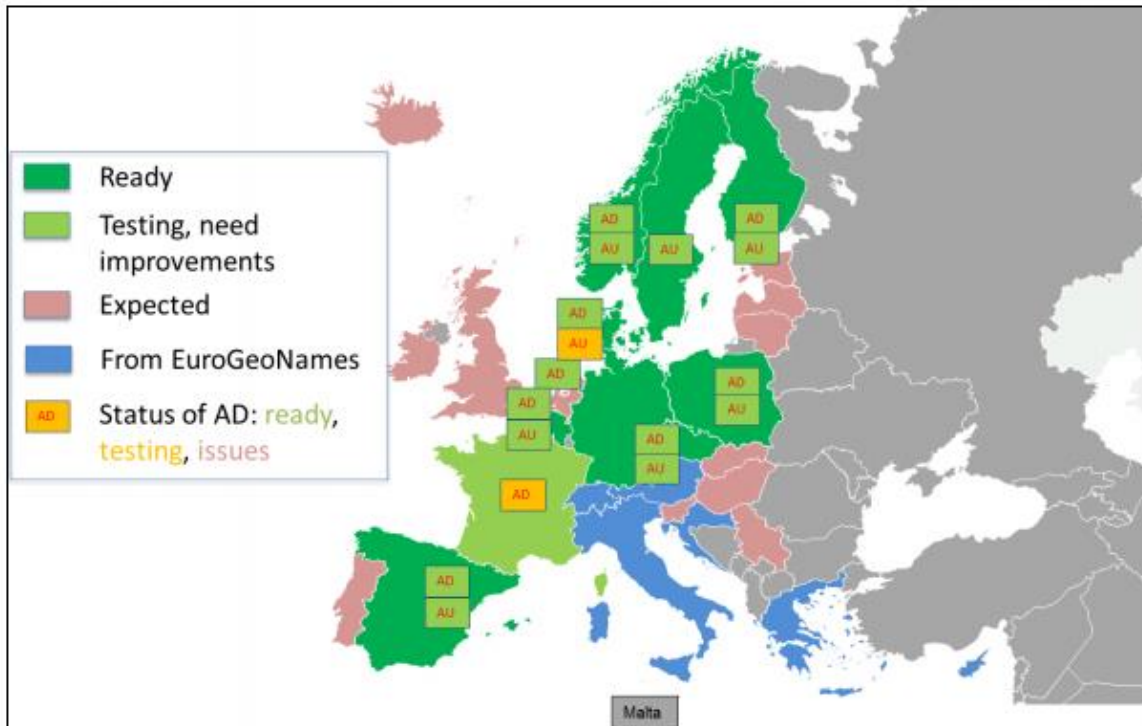 Ready
Testing, need
improvements
Expected
From EuroGeoNames
AD
Status of AD: ready,
testing, issues
AD
AU
AU
AD
AU
AD
AU
AD
AD
AU
AD
AU
AD
AU
AD
AD
AU
Malta